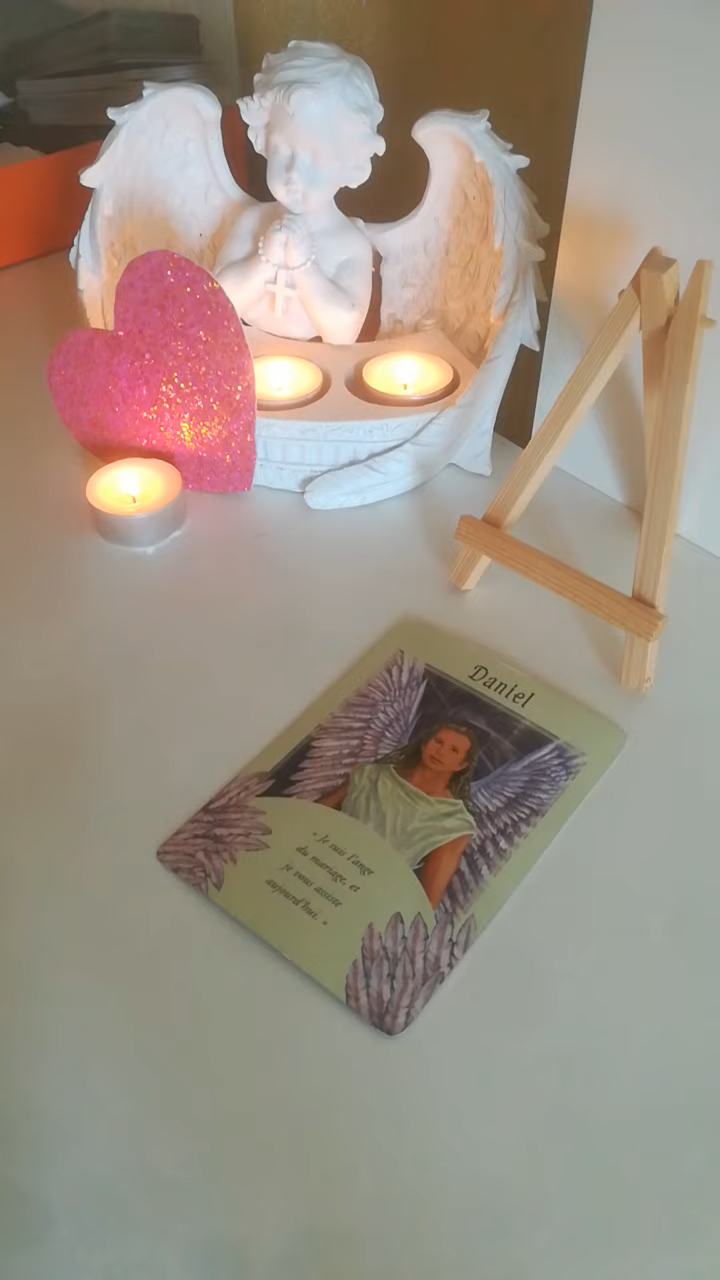 Daniel
« Je suis l'ange
du mariage, et
je vous assiste
aujourd'hui. »